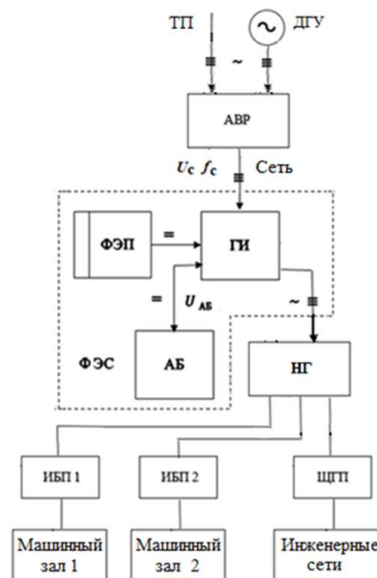 ТП
ДГУ
~
АВР
Uс fс Сеть
ФЭП
=
ГИ
=
U АБ
~
ФЭС
АБ
НГ
ИБП 1
ИБП 2
ЩГП
Машинный
зал 1
Машинный
зал 2
Инженерные
сети